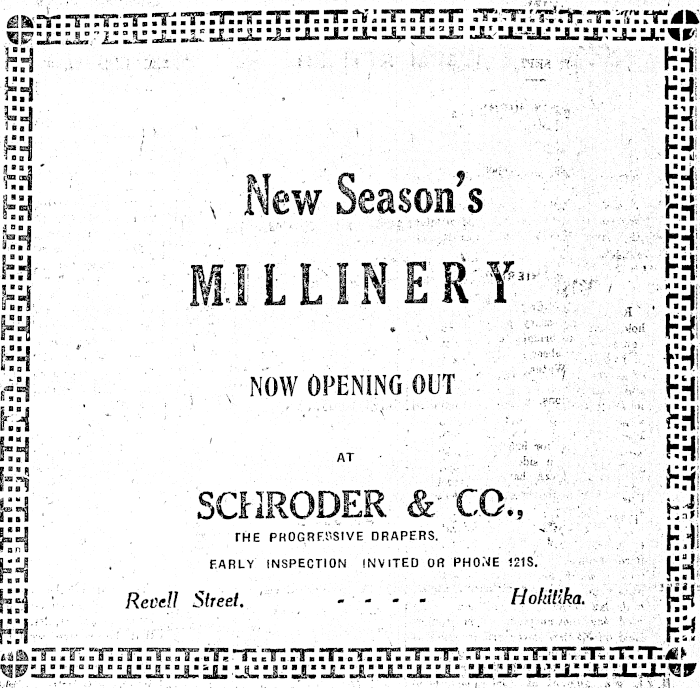 New Season's
MILLINERY
NOW OPENING OUT
AT
SCHRODER & CO.,
THE PROGRESSIVE DRAPERS.
EARLY INSPECTION INVITED OR PHONE 121S.
Revell Street. - - - - Hokitika.